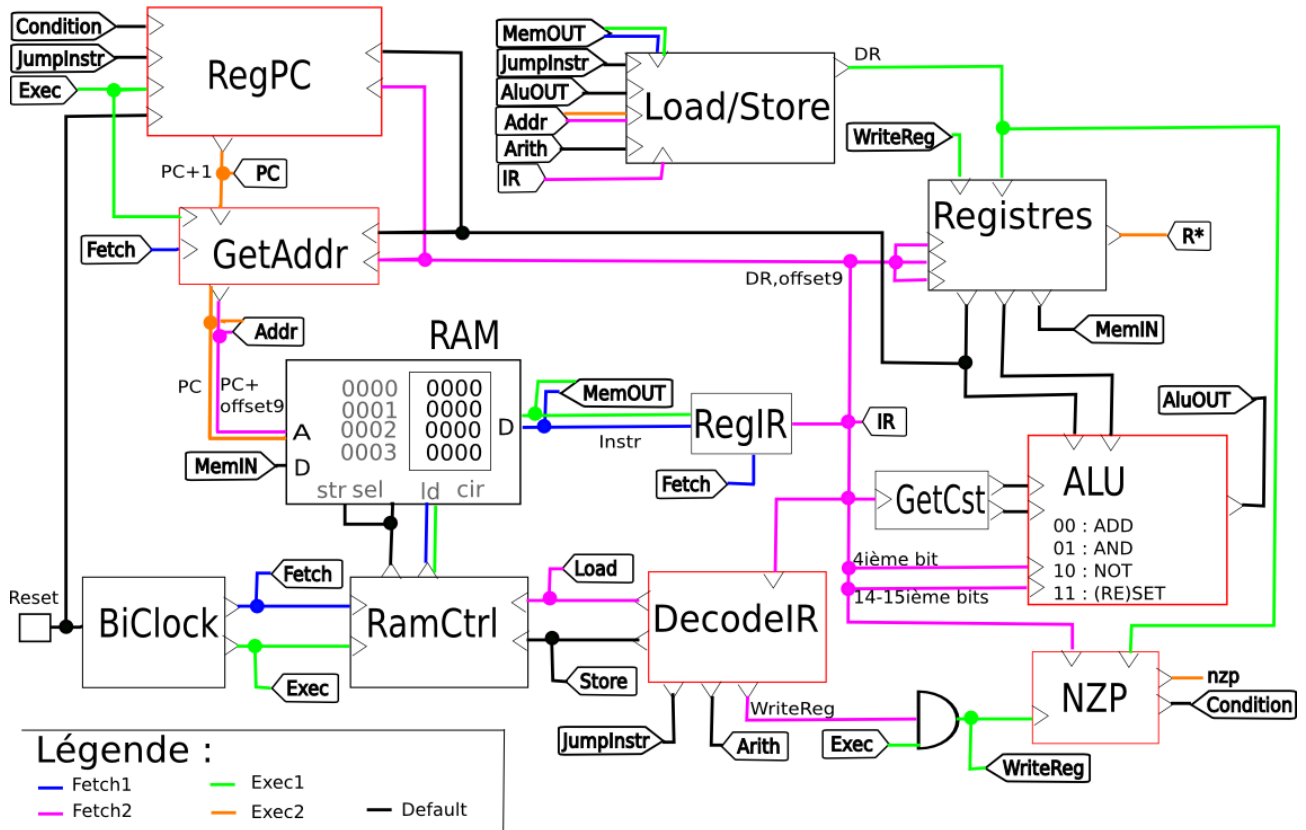 Condition
JumpInstr
Exec
RegPC
PC+1
PC
Fetch
GetAddr
Addr
PC
PC+
offset9
MemOUT
JumpInstr
AluOUT
Addr
Arith
IR
Load/Store
DR
WriteReg
Registres
R*
MemIN
DR,offset9
RAM
0000 0000
0001 0000
0002 0000
0003 0000
A
D
D
MemIN
str sel ld cir
MemOUT
Instr
RegIR
Fetch
IR
AluOUT
GetCst
ALU
00 : ADD
01 : AND
10 : NOT
11 : (RE)SET
4ième bit
14-15ième bits
Reset
BiClock
Fetch
Exec
RamCtrl
Load
Store
DecodeIR
JumpInstr
Arith
WriteReg
Exec
WriteReg
NZP
nzp
Condition
Légende :
Fetch1
Exec1
Fetch2
Exec2
Default